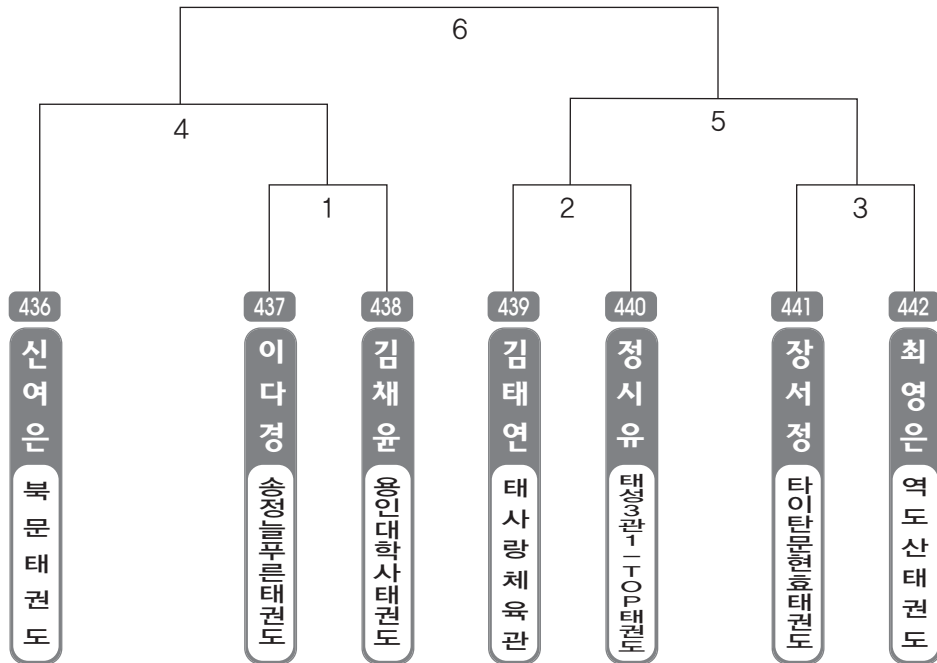 6
4
5
1
2
3
436
437
438
439
440
441
442
신여은
이다경
김채윤
김태연
정시유
장서정
최영은
북문태권도
송정늘푸른태권도
용인대학사태권도
태사랑체육관
태성3관1-TOP태권도
타이탄문현효태권도
역도산태권도